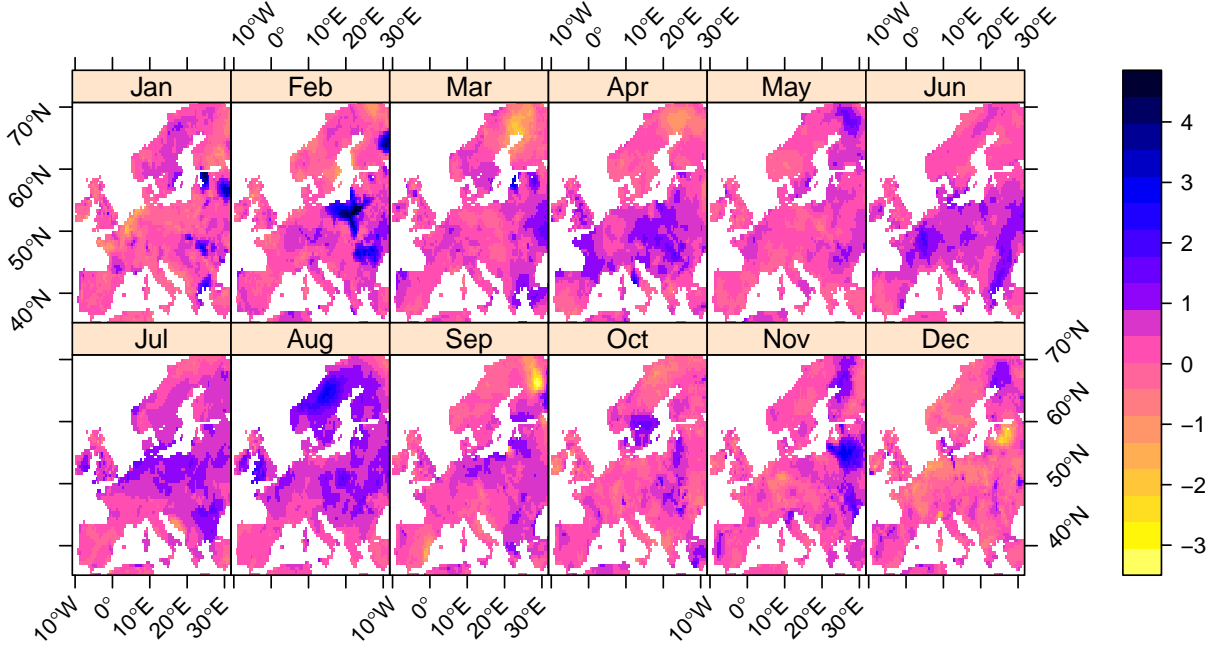 10°W 0° 10°E 20°E 30°E 10°W 0° 10°E 20°E 30°E 10°W 0° 10°E 20°E 30°E
Jan Feb Mar Apr May Jun
70°N
60°N
50°N
40°N
Jul Aug Sep Oct Nov Dec
70°N
60°N
50°N
40°N
10°W 0° 10°E 20°E 30°E 10°W 0° 10°E 20°E 30°E 10°W 0° 10°E 20°E 30°E
4
3
2
1
0
−1
−2
−3